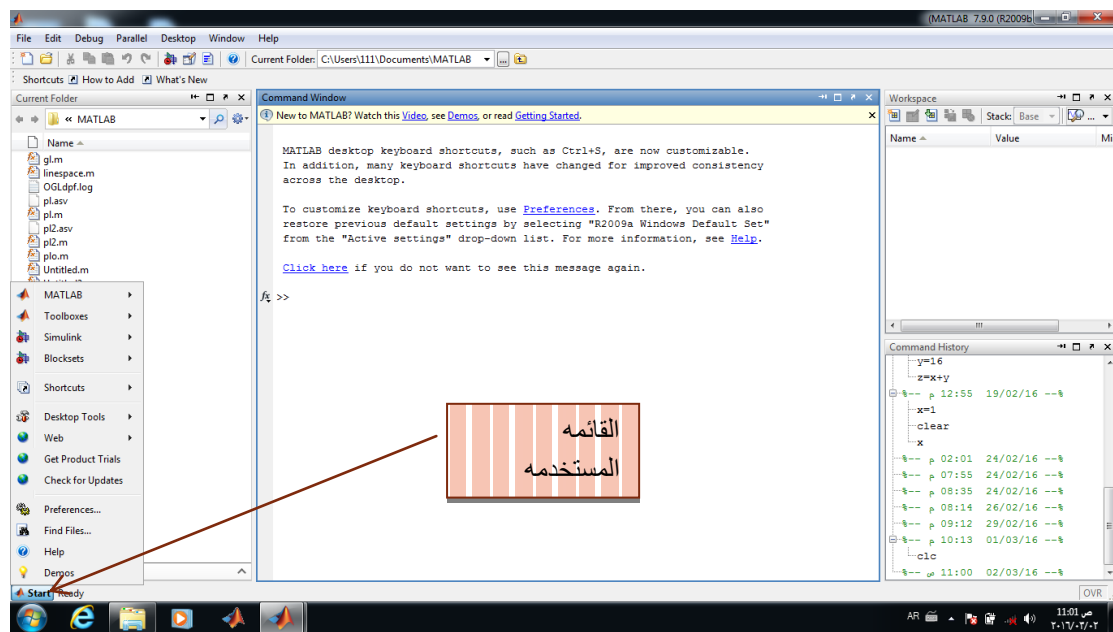 (MATLAB 7.9.0 (R2009b
File Edit Debug Parallel Desktop Window Help
Current Folder: C:\Users\111\Documents\MATLAB
Shortcuts How to Add What's New
Current Folder
« MATLAB
Name
gl.m
linespace.m
OGLdpf.log
pl.asv
pl.m
pl2.asv
pl2.m
plo.m
Untitled.m
MATLAB
Toolboxes
Simulink
Blocksets
Shortcuts
Desktop Tools
Web
Get Product Trials
Check for Updates
Preferences...
Find Files...
Help
Demos
Start Ready
Command Window
New to MATLAB? Watch this Video, see Demos, or read Getting Started.
MATLAB desktop keyboard shortcuts, such as Ctrl+S, are now customizable.
In addition, many keyboard shortcuts have changed for improved consistency
across the desktop.
To customize keyboard shortcuts, use Preferences. From there, you can also
restore previous default settings by selecting "R2009a Windows Default Set"
from the "Active settings" drop-down list. For more information, see Help.
Click here if you do not want to see this message again.
fx >>
القائمه
المستخدمه
Workspace
Stack: Base
Name Value Mi
Command History
y=16
z=x+y
%-- م 12:55 19/02/16 --%
x=1
clear
x
%-- م 02:01 24/02/16 --%
%-- م 07:55 24/02/16 --%
%-- م 08:35 24/02/16 --%
%-- م 08:14 26/02/16 --%
%-- م 09:12 29/02/16 --%
%-- م 10:13 01/03/16 --%
clc
%-- ص 11:00 02/03/16 --%
OVR
AR
11:01 ص
٢٠١٦/٠٣/٠٢